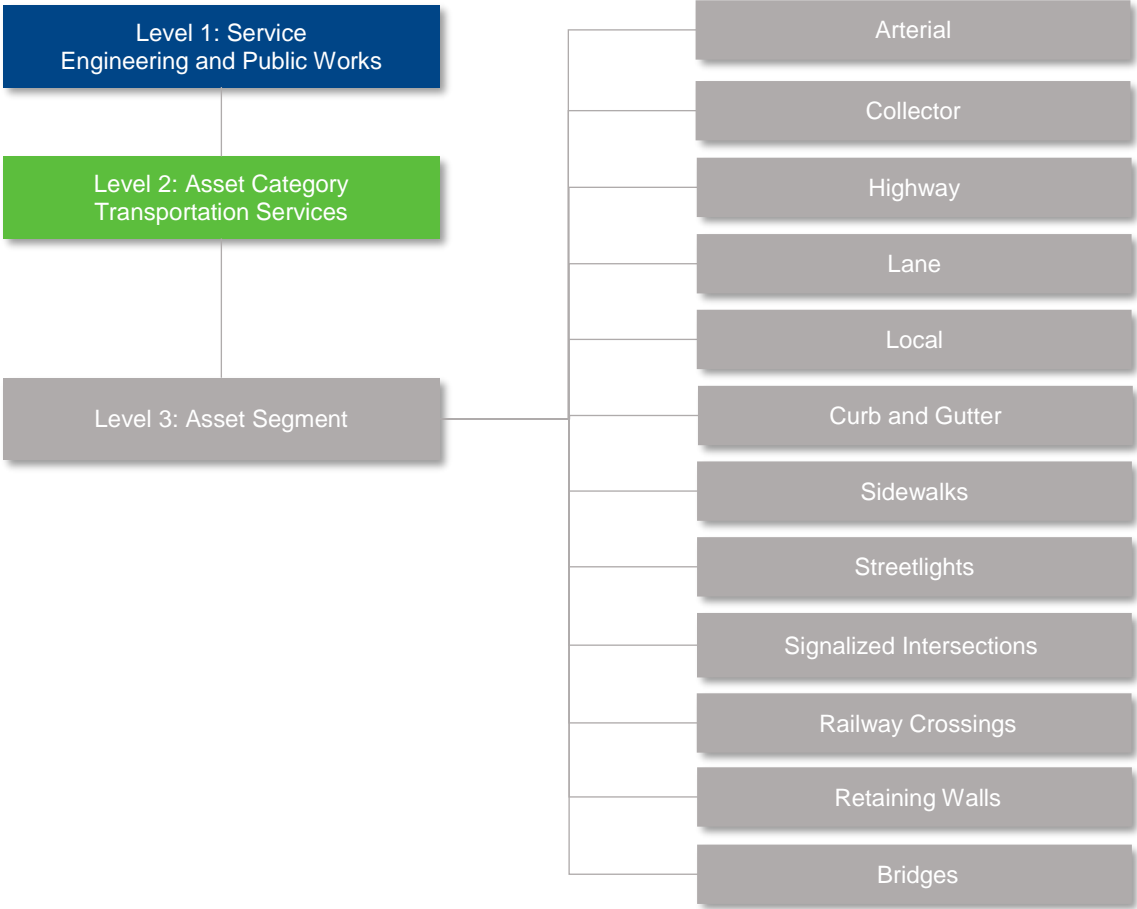 Level 1: Service
Engineering and Public Works
Level 2: Asset Category
Transportation Services
Level 3: Asset Segment
Arterial
Collector
Highway
Lane
Local
Curb and Gutter
Sidewalks
Streetlights
Signalized Intersections
Railway Crossings
Retaining Walls
Bridges